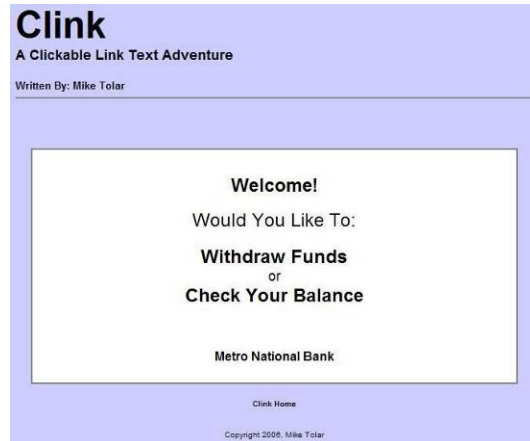 Clink
A Clickable Link Text Adventure
Written By: Mike Tolar
Welcome!
Would You Like To:
Withdraw Funds
or
Check Your Balance
Metro National Bank
Clink Home
Copyright 2006, Mike Tolar